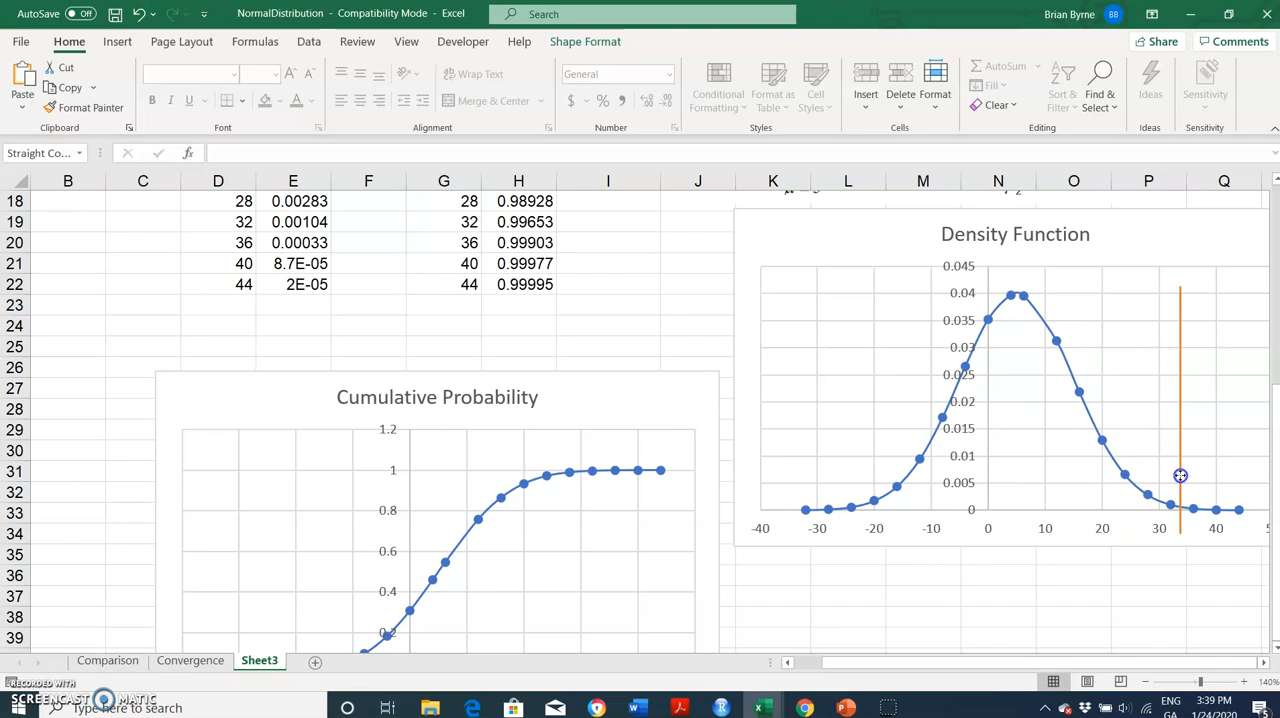 AutoSave Off NormalDistribution - Compatibility Mode - Excel Search Brian Byrne BB
File Home Insert Page Layout Formulas Data Review View Developer Help Shape Format Share Comments
Paste Cut Copy Format Painter Clipboard
B I U A A A Font
Wrap Text Merge & Center Alignment
General $ % , Number
Conditional Formatting Format as Table Cell Styles Styles
Insert Delete Format Cells
AutoSum Fill Clear Sort & Filter Find & Select Editing
Ideas Ideas
Sensitivity Sensitivity
Straight Co... fx
B C D E F G H I J K L M N O P Q
18 28 0.00283 28 0.98928
19 32 0.00104 32 0.99653
20 36 0.00033 36 0.99903
21 40 8.7E-05 40 0.99977
22 44 2E-05 44 0.99995
23
24
25
26
27
28
29
30
31
32
33
34
35
36
37
38
39
Density Function
0.045
0.04
0.035
0.03
0.025
0.02
0.015
0.01
0.005
0
-40 -30 -20 -10 0 10 20 30 40
Cumulative Probability
1.2
1
0.8
0.6
0.4
0.2
Comparison Convergence Sheet3
140%
RECORDED WITH
SCREENCAST MATIC
Type here to search
ENG
GA
3:39 PM
1/24/2020